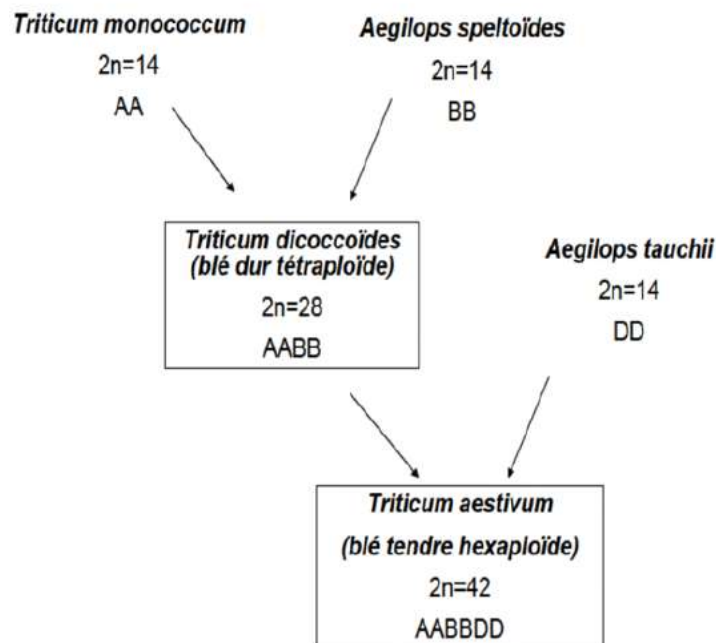 Triticum monococcum
2n=14
AA
Aegilops speltoïdes
2n=14
BB
Triticum dicoccoïdes
(blé dur tétraploïde)
2n=28
AABB
Aegilops tauchii
2n=14
DD
Triticum aestivum
(blé tendre hexaploïde)
2n=42
AABBDD